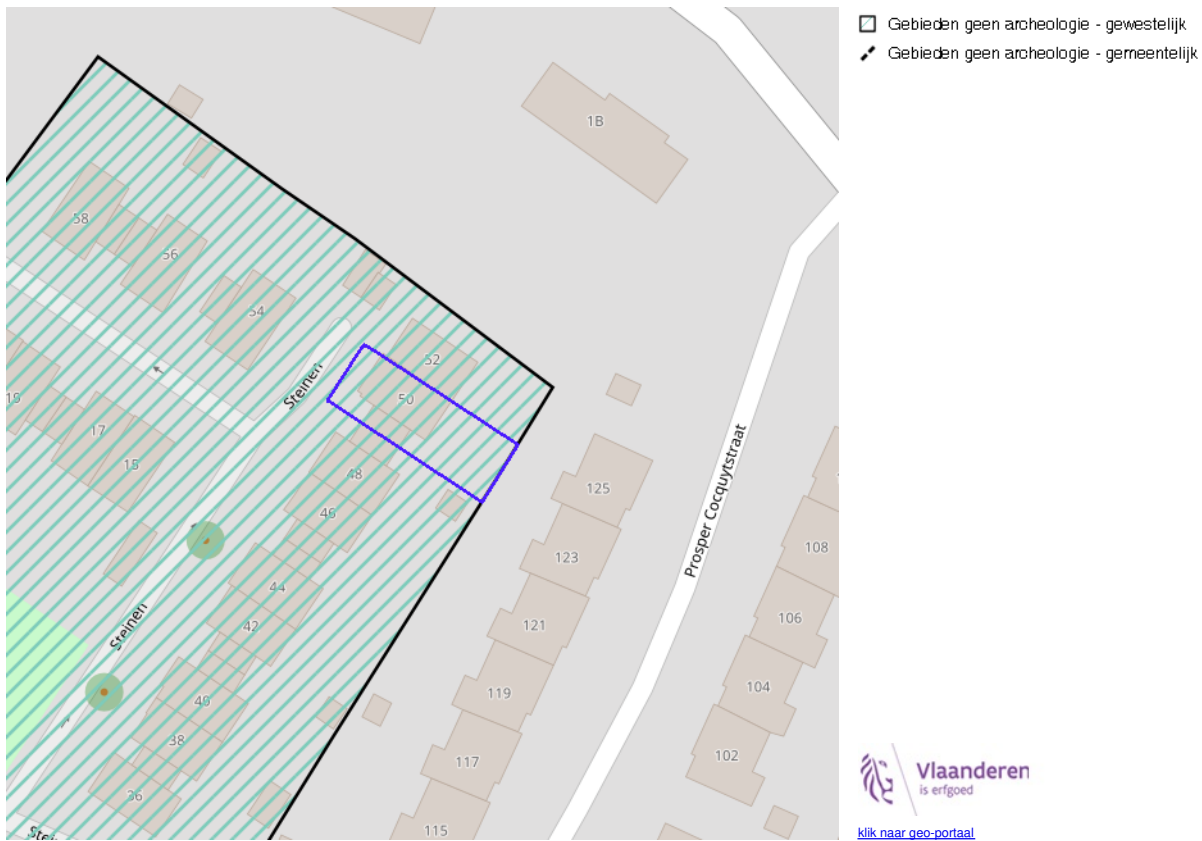 Gebieden geen archeologie - gewestelijk
Gebieden geen archeologie - gemeentelijk
1B
58
56
54
52
Steinen
50
17
15
48
46
125
Prosper Cocquytstraat
123
108
44
42
121
106
Steinen
119
104
40
38
117
102
36
115
Vlaanderen
is erfgoed
klik naar geo-portaal